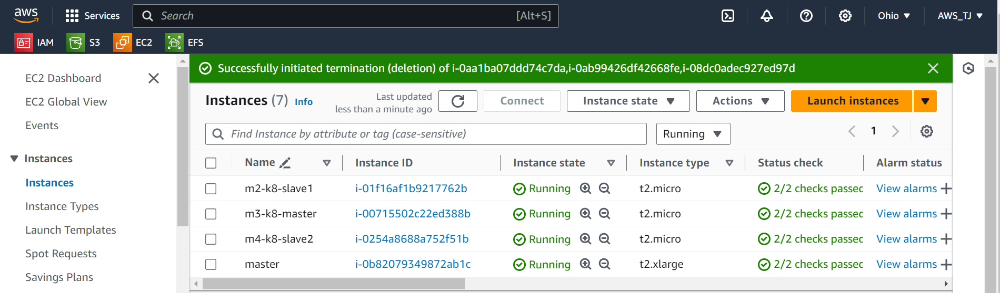 aws Services Search [Alt+S] Ohio AWS_TJ
IAM S3 EC2 EFS
EC2 Dashboard
EC2 Global View
Events
Instances
Instances
Instance Types
Launch Templates
Spot Requests
Savings Plans
Successfully initiated termination (deletion) of i-0aa1ba07ddd74c7da,i-0ab99426df42668fe,i-08dc0adec927ed97d
Instances (7) Info
Last updated
less than a minute ago
Connect Instance state Actions Launch instances
Find Instance by attribute or tag (case-sensitive) Running 1
Name Instance ID Instance state Instance type Status check Alarm status
m2-k8-slave1 i-01f16af1b9217762b Running t2.micro 2/2 checks passed View alarms
m3-k8-master i-00715502c22ed388b Running t2.micro 2/2 checks passed View alarms
m4-k8-slave2 i-0254a8688a752f51b Running t2.micro 2/2 checks passed View alarms
master i-0b82079349872ab1c Running t2.xlarge 2/2 checks passed View alarms